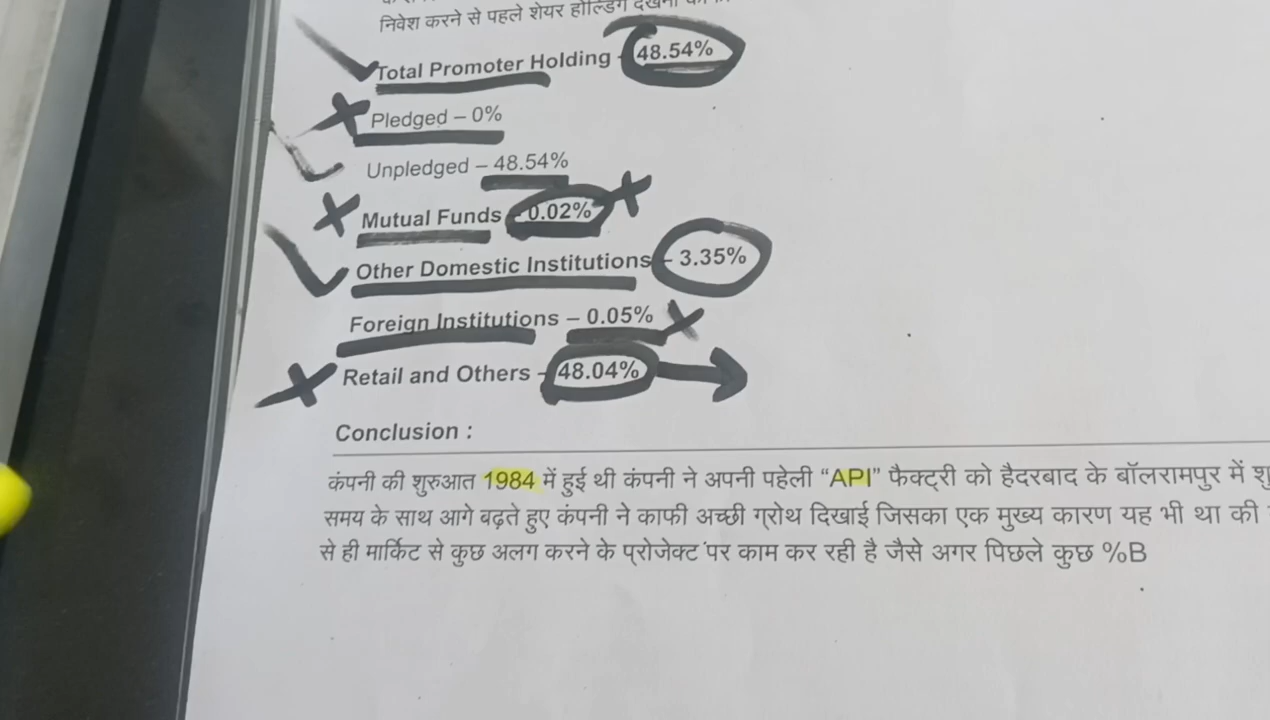 निवेश करने से पहले शेयर होल्डिंग देखना
Total Promoter Holding - 48.54%
Pledged – 0%
Unpledged – 48.54%
Mutual Funds - 0.02%
Other Domestic Institutions – 3.35%
Foreign Institutions – 0.05%
Retail and Others - 48.04%
Conclusion :
कंपनी की शुरुआत 1984 में हुई थी कंपनी ने अपनी पहेली “API” फैक्ट्री को हैदरबाद के बॉलरामपुर में
समय के साथ आगे बढ़ते हुए कंपनी ने काफी अच्छी ग्रोथ दिखाई जिसका एक मुख्य कारण यह भी था की
से ही मार्किट से कुछ अलग करने के प्रोजेक्ट पर काम कर रही है जैसे अगर पिछले कुछ %B